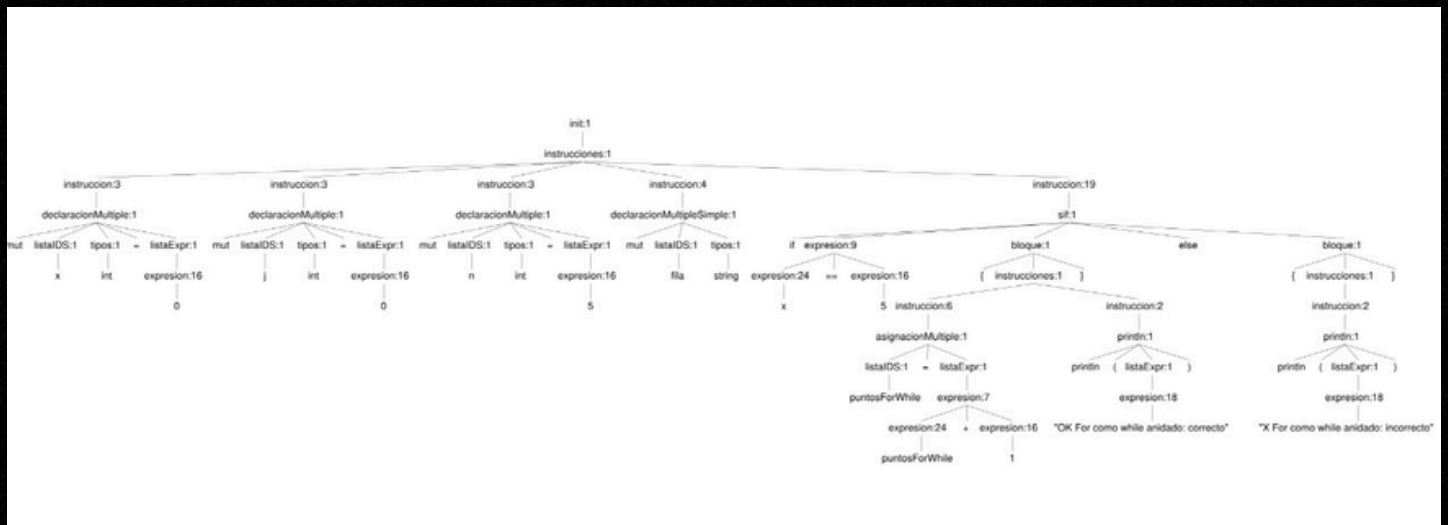 init:1
instrucciones:1
instruccion:3 instruccion:3 instruccion:3 instruccion:4 instruccion:19
declaracionMultiple:1 declaracionMultiple:1 declaracionMultiple:1 declaracionMultipleSimple:1 sif:1
mut listaIDS:1 tipos:1 = listaExpr:1 mut listaIDS:1 tipos:1 = listaExpr:1 mut listaIDS:1 tipos:1 = listaExpr:1 mut listaIDS:1 tipos:1 if expresion:9 bloque:1 else bloque:1
x int expresion:16 j int expresion:16 n int expresion:16 fila string expresion:24 == expresion:16 { instrucciones:1 } { instrucciones:1 }
0 0 5 x 5 instruccion:6 instruccion:2 instruccion:2
asignacionMultiple:1 println:1 println:1
listaIDS:1 = listaExpr:1 println ( listaExpr:1 ) println ( listaExpr:1 )
puntosForWhile expresion:7 expresion:18 expresion:18
expresion:24 + expresion:16 "OK For como while anidado: correcto" "X For como while anidado: incorrecto"
puntosForWhile 1